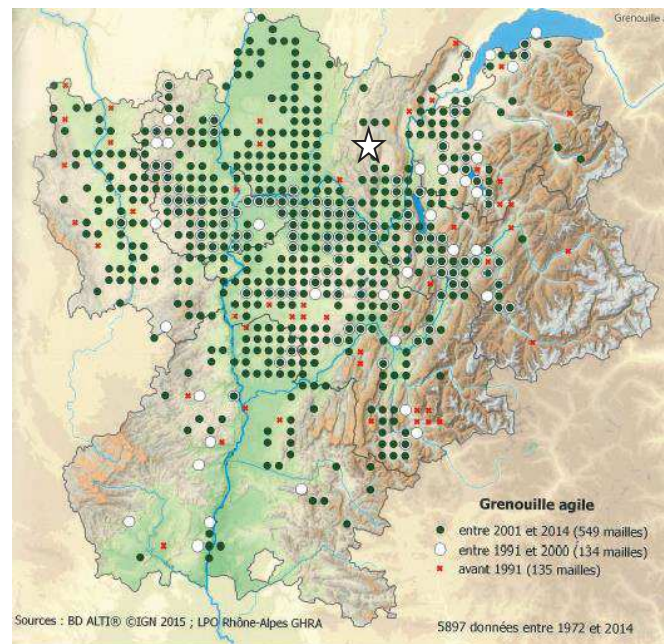 Grenouille a
Grenouille agile
entre 2001 et 2014 (549 mailles)
entre 1991 et 2000 (134 mailles)
avant 1991 (135 mailles)
Sources : BD ALTI® ©IGN 2015 ; LPO Rhône-Alpes GHRA
5897 données entre 1972 et 2014